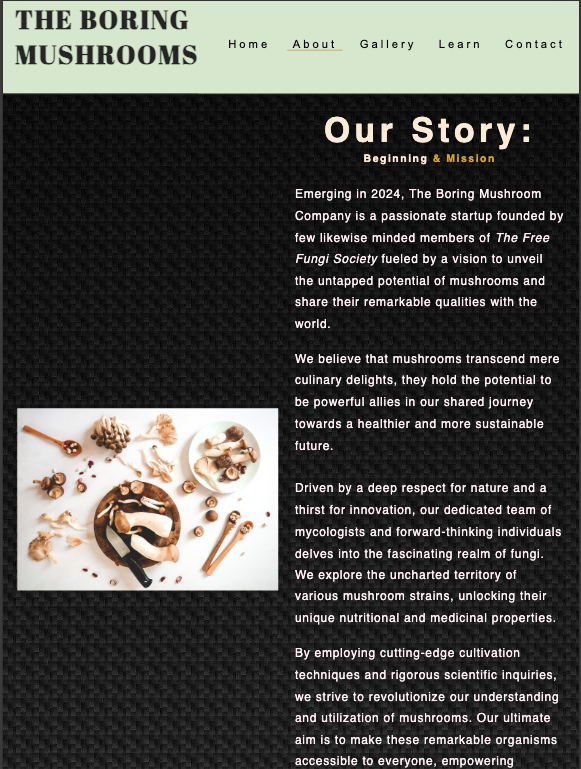 THE BORING
MUSHROOMS
Home About Gallery Learn Contact
Our Story:
Beginning & Mission
Emerging in 2024, The Boring Mushroom
Company is a passionate startup founded by
few likewise minded members of The Free
Fungi Society fueled by a vision to unveil
the untapped potential of mushrooms and
share their remarkable qualities with the
world.
We believe that mushrooms transcend mere
culinary delights, they hold the potential to
be powerful allies in our shared journey
towards a healthier and more sustainable
future.
Driven by a deep respect for nature and a
thirst for innovation, our dedicated team of
mycologists and forward-thinking individuals
delves into the fascinating realm of fungi.
We explore the uncharted territory of
various mushroom strains, unlocking their
unique nutritional and medicinal properties.
By employing cutting-edge cultivation
techniques and rigorous scientific inquiries,
we strive to revolutionize our understanding
and utilization of mushrooms. Our ultimate
aim is to make these remarkable organisms
accessible to everyone, empowering